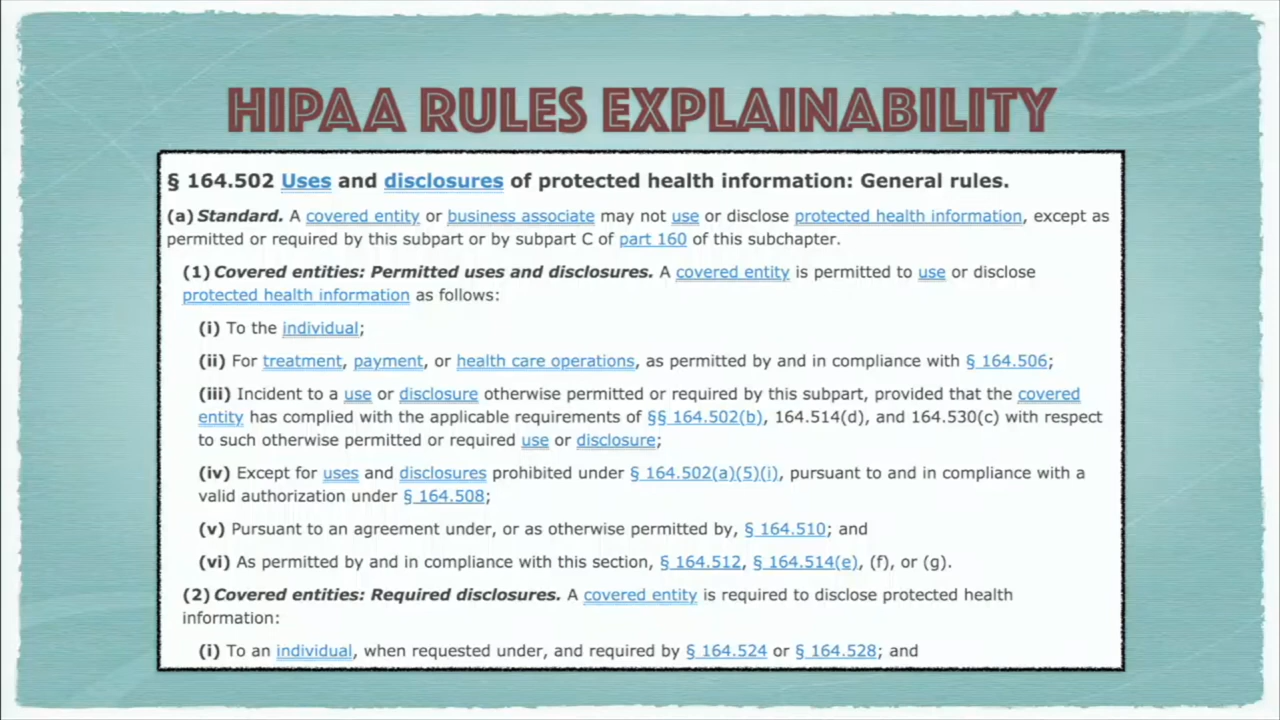 HIPAA RULES EXPLAINABILITY
§ 164.502 Uses and disclosures of protected health information: General rules.
(a) Standard. A covered entity or business associate may not use or disclose protected health information, except as
permitted or required by this subpart or by subpart C of part 160 of this subchapter.
(1) Covered entities: Permitted uses and disclosures. A covered entity is permitted to use or disclose
protected health information as follows:
(i) To the individual;
(ii) For treatment, payment, or health care operations, as permitted by and in compliance with § 164.506;
(iii) Incident to a use or disclosure otherwise permitted or required by this subpart, provided that the covered
entity has complied with the applicable requirements of §§ 164.502(b), 164.514(d), and 164.530(c) with respect
to such otherwise permitted or required use or disclosure;
(iv) Except for uses and disclosures prohibited under § 164.502(a)(5)(i), pursuant to and in compliance with a
valid authorization under § 164.508;
(v) Pursuant to an agreement under, or as otherwise permitted by, § 164.510; and
(vi) As permitted by and in compliance with this section, § 164.512, § 164.514(e), (f), or (g).
(2) Covered entities: Required disclosures. A covered entity is required to disclose protected health
information:
(i) To an individual, when requested under, and required by § 164.524 or § 164.528; and